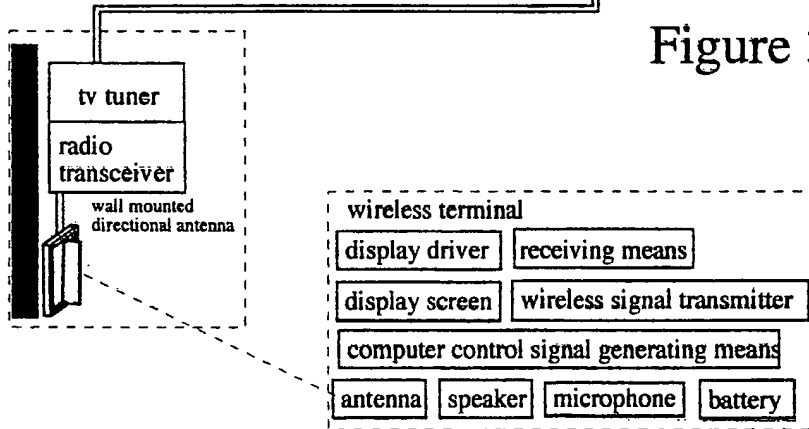 Figure
tv tuner
radio
transceiver
wall mounted
directional antenna
wireless terminal
display driver receiving means
display screen wireless signal transmitter
computer control signal generating means
antenna speaker microphone battery